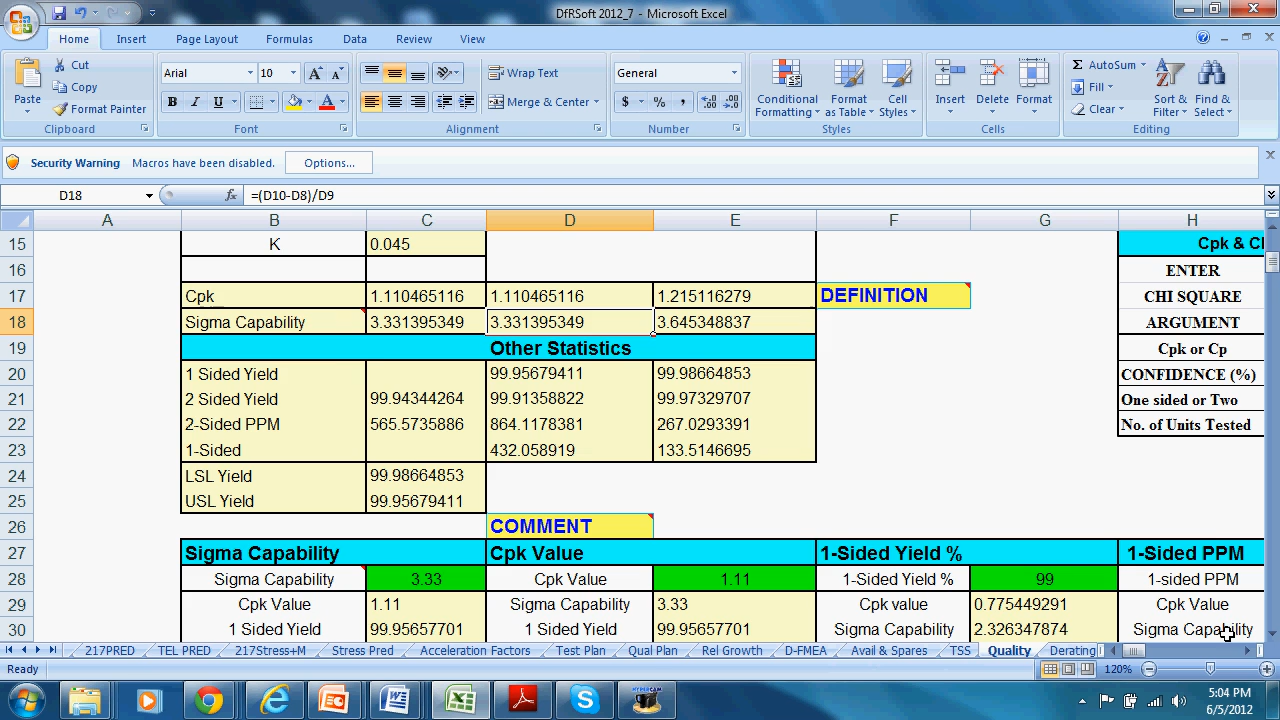 DfRSoft 2012_7 - Microsoft Excel
Home Insert Page Layout Formulas Data Review View
Paste Cut Copy Format Painter Clipboard
Arial 10 B I U Font
Wrap Text Merge & Center Alignment
General $ % , Number
Conditional Formatting Format as Table Cell Styles Styles
Insert Delete Format Cells
AutoSum Fill Clear Sort & Filter Find & Select Editing
Security Warning Macros have been disabled. Options...
D18 fx =(D10-D8)/D9
A B C D E F G H
15 K 0.045 Cpk &
16 ENTER
17 Cpk 1.110465116 1.110465116 1.215116279 DEFINITION CHI SQUARE
18 Sigma Capability 3.331395349 3.331395349 3.645348837 ARGUMENT
19 Other Statistics Cpk or Cp
20 1 Sided Yield 99.95679411 99.98664853 CONFIDENCE (%)
21 2 Sided Yield 99.94344264 99.91358822 99.97329707 One sided or Two
22 2-Sided PPM 565.5735886 864.1178381 267.0293391 No. of Units Tested
23 1-Sided 432.058919 133.5146695
24 LSL Yield 99.98664853
25 USL Yield 99.95679411
26 COMMENT
27 Sigma Capability Cpk Value 1-Sided Yield % 1-Sided PPM
28 Sigma Capability 3.33 Cpk Value 1.11 1-Sided Yield % 99 1-sided PPM
29 Cpk Value 1.11 Sigma Capability 3.33 Cpk value 0.775449291 Cpk Value
30 1 Sided Yield 99.95657701 1 Sided Yield 99.95657701 Sigma Capability 2.326347874 Sigma Capability
217PRED TEL PRED 217Stress+M Stress Pred Acceleration Factors Test Plan Qual Plan Rel Growth D-FMEA Avail & Spares TSS Quality Derating
Ready 120%
5:04 PM
6/5/2012